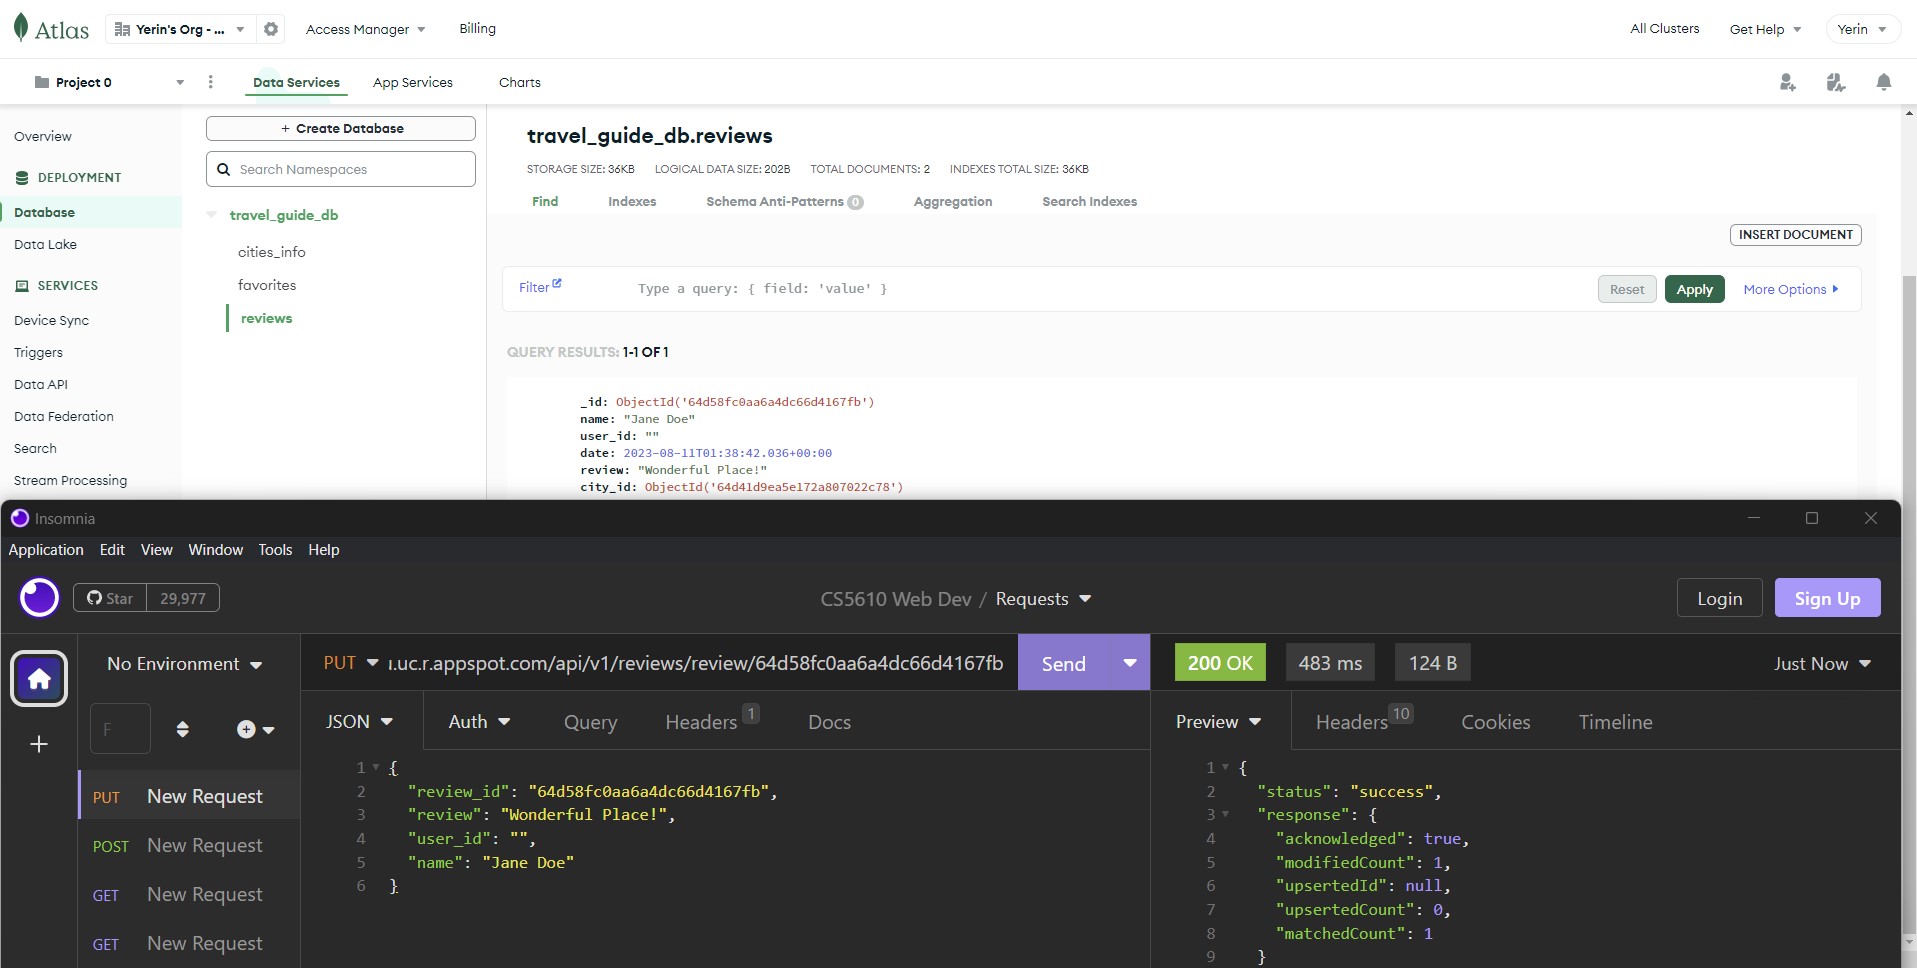 Atlas
Yerin's Org - ...
Access Manager
Billing
All Clusters
Get Help
Yerin
Project 0
Data Services
App Services
Charts
Overview
DEPLOYMENT
Database
Data Lake
SERVICES
Device Sync
Triggers
Data API
Data Federation
Search
Stream Processing
+ Create Database
Search Namespaces
travel_guide_db
cities_info
favorites
reviews
travel_guide_db.reviews
STORAGE SIZE: 36KB LOGICAL DATA SIZE: 202B TOTAL DOCUMENTS: 2 INDEXES TOTAL SIZE: 36KB
Find Indexes Schema Anti-Patterns 0 Aggregation Search Indexes
INSERT DOCUMENT
Filter Type a query: { field: 'value' } Reset Apply More Options
QUERY RESULTS: 1-1 OF 1
_id: ObjectId('64d58fc0aa6a4dc66d4167fb')
name: "Jane Doe"
user_id: ""
date: 2023-08-11T01:38:42.036+00:00
review: "Wonderful Place!"
city_id: ObjectId('64d41d9ea5e172a807022c78')
Insomnia
Application Edit View Window Tools Help
Star 29,977
CS5610 Web Dev / Requests
Login
Sign Up
No Environment
F
PUT New Request
POST New Request
GET New Request
GET New Request
PUT ı.uc.r.appspot.com/api/v1/reviews/review/64d58fc0aa6a4dc66d4167fb Send
JSON Auth Query Headers 1 Docs
1 {
2 "review_id": "64d58fc0aa6a4dc66d4167fb",
3 "review": "Wonderful Place!",
4 "user_id": "",
5 "name": "Jane Doe"
6 }
200 OK 483 ms 124 B Just Now
Preview Headers 10 Cookies Timeline
1 {
2 "status": "success",
3 "response": {
4 "acknowledged": true,
5 "modifiedCount": 1,
6 "upsertedId": null,
7 "upsertedCount": 0,
8 "matchedCount": 1
9 }